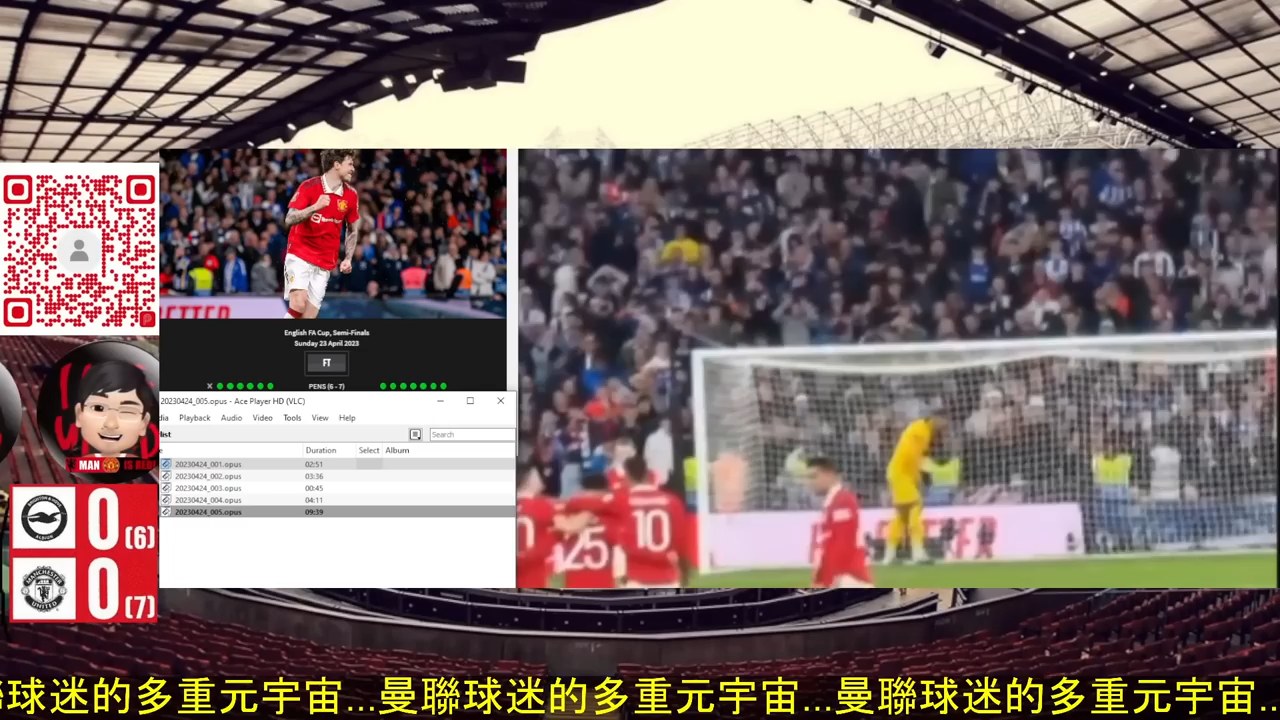 English FA Cup, Semi-Finals
Sunday 23 April 2023
FT
PENS (6 - 7)
20230424_005.opus - Ace Player HD (VLC)
dia Playback Audio Video Tools View Help
list
Search
Duration Select Album
20230424_001.opus 02:51
20230424_002.opus 03:36
20230424_003.opus 00:45
20230424_004.opus 04:11
20230424_005.opus 09:39
25
10
MAN IS RED
0 (6)
MANCHESTER UNITED
0 (7)
球迷的多重元宇宙...曼聯球迷的多重元宇宙...曼聯球迷的多重元宇宙..